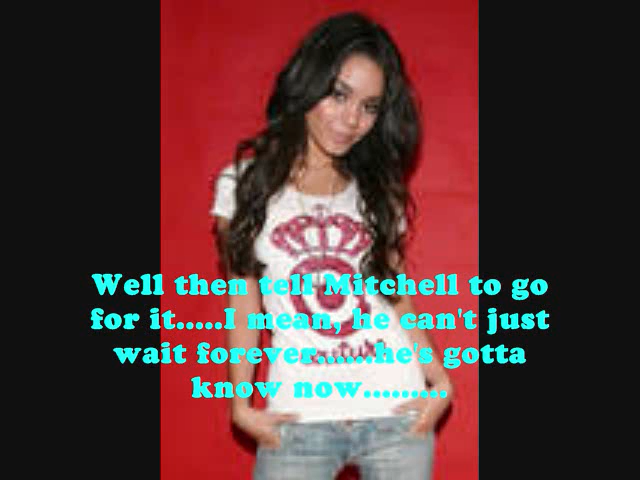 Well then tell Mitchell to go
for it.....I mean, he can't just
wait forever......he's gotta
know now.........